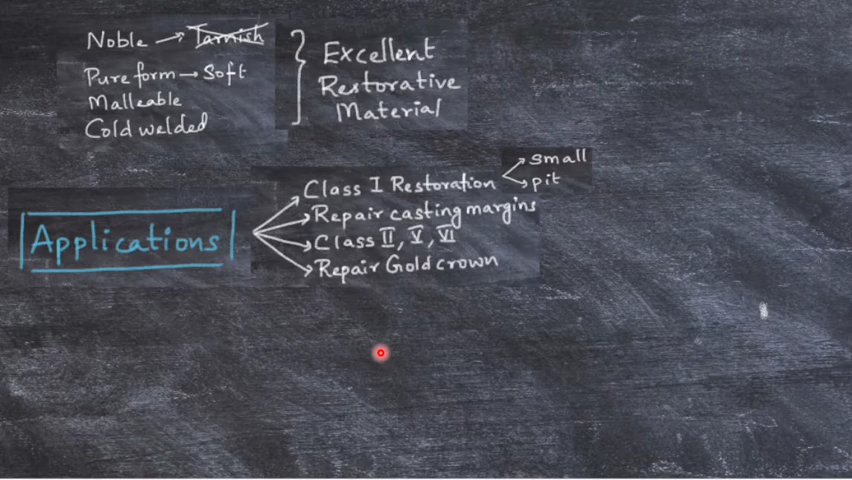 Noble → Tarnish
Pure form → Soft
Malleable
Cold welded
Excellent
Restorative
Material
Applications
Class I Restoration
small
pit
Repair casting margins
Class II, V, VI
Repair Gold crown